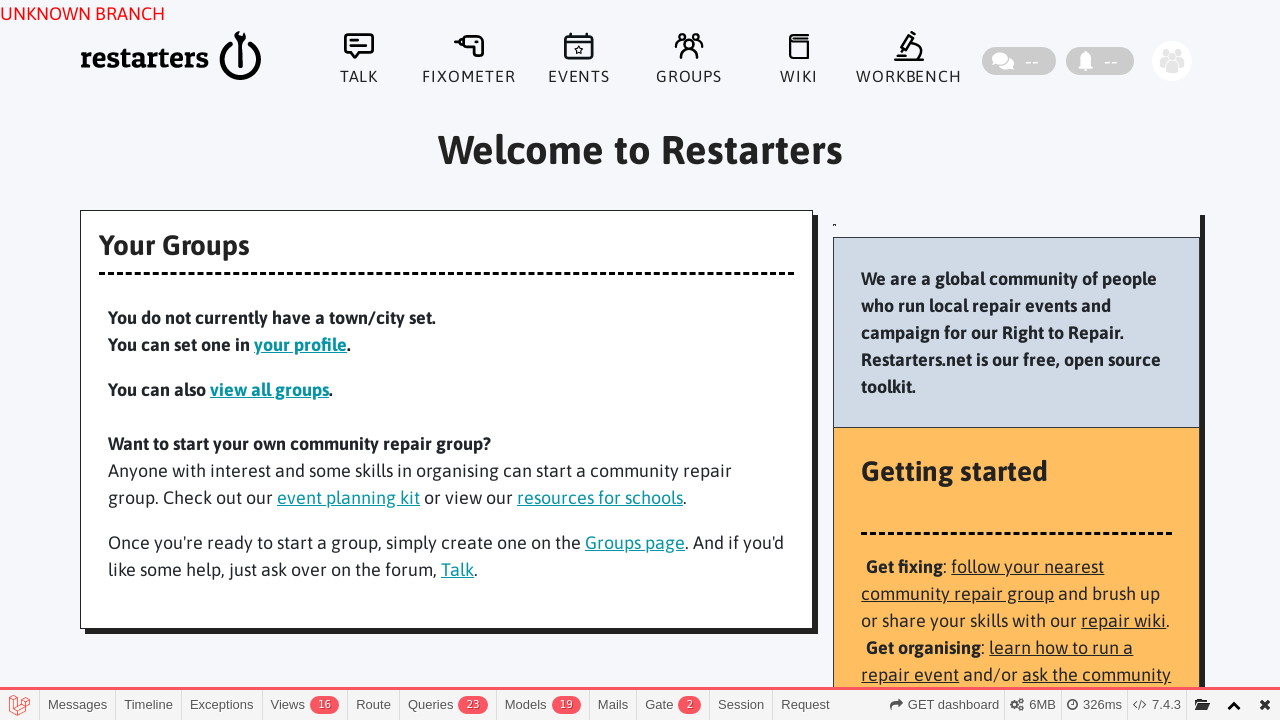 UNKNOWN BRANCH
restarters
TALK
FIXOMETER
EVENTS
GROUPS
WIKI
WORKBENCH
--
--
Welcome to Restarters
Your Groups
You do not currently have a town/city set.
You can set one in your profile.
You can also view all groups.
Want to start your own community repair group?
Anyone with interest and some skills in organising can start a community repair
group. Check out our event planning kit or view our resources for schools.
Once you're ready to start a group, simply create one on the Groups page. And if you'd
like some help, just ask over on the forum, Talk.
We are a global community of people
who run local repair events and
campaign for our Right to Repair.
Restarters.net is our free, open source
toolkit.
Getting started
Get fixing: follow your nearest
community repair group and brush up
or share your skills with our repair wiki.
Get organising: learn how to run a
repair event and/or ask the community
Messages
Timeline
Exceptions
Views 16
Route
Queries 23
Models 19
Mails
Gate 2
Session
Request
GET dashboard
6MB
326ms
7.4.3